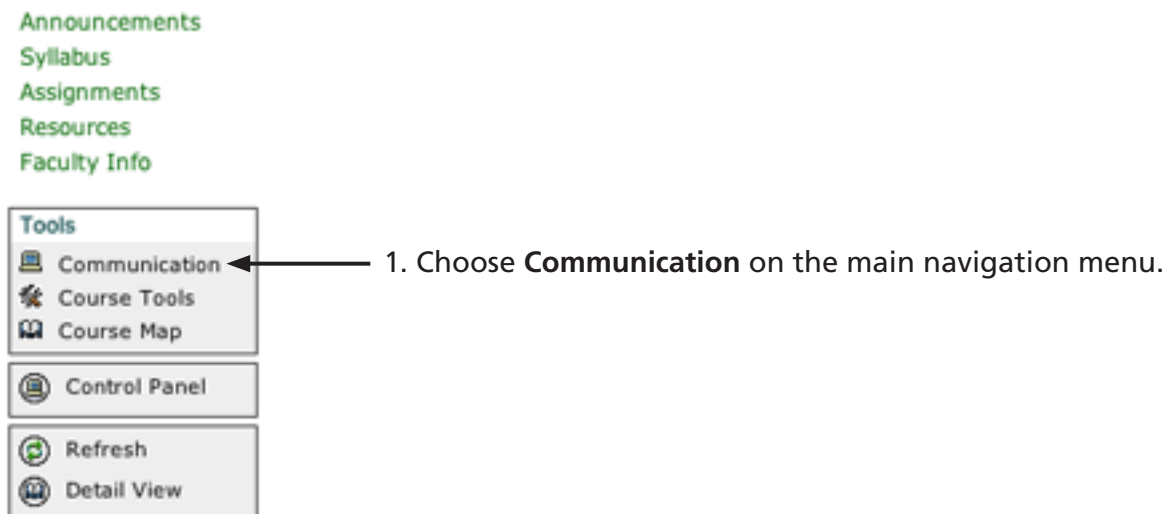 Announcements
Syllabus
Assignments
Resources
Faculty Info
Tools
Communication
1. Choose Communication on the main navigation menu.
Course Tools
Course Map
Control Panel
Refresh
Detail View